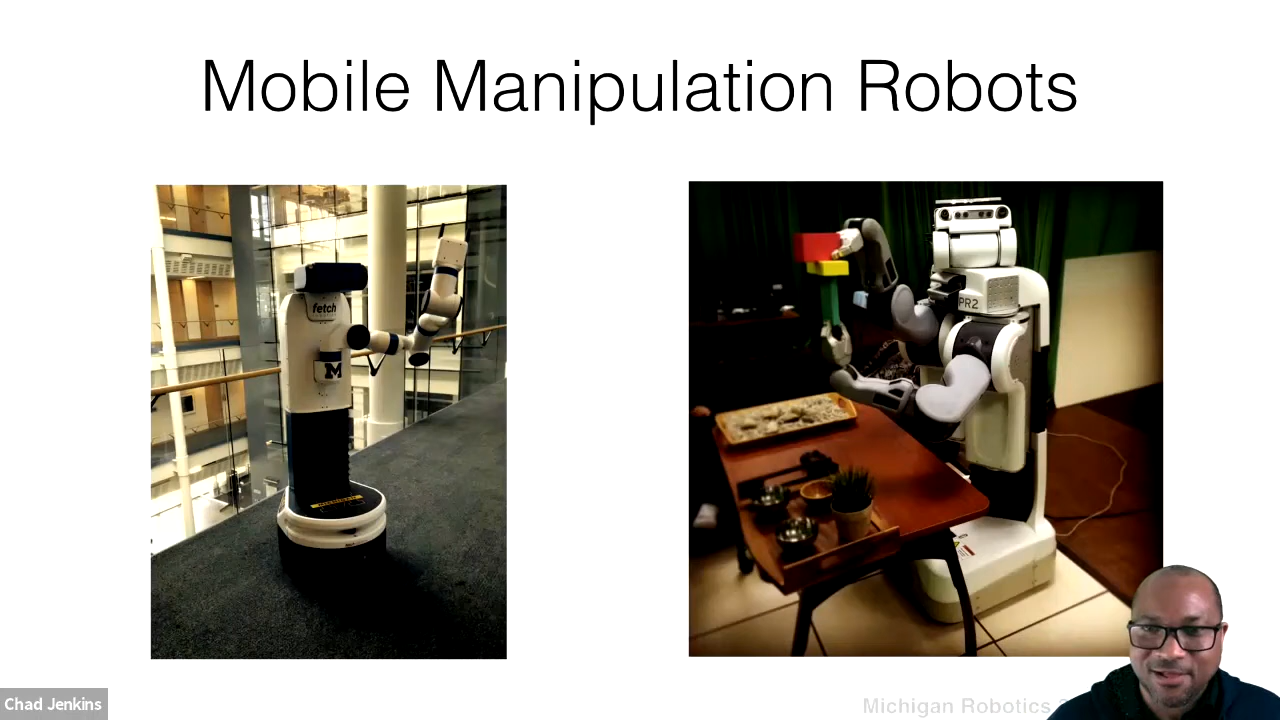 Mobile Manipulation Robots
fetch
M
PR2
Chad Jenkins
Michigan Robotics